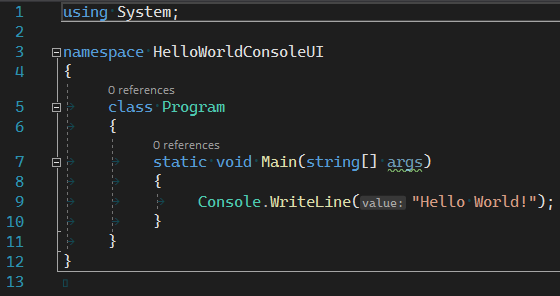 1 using System;
2
3 namespace HelloWorldConsoleUI
4 {
0 references
5 class Program
6 {
0 references
7 static void Main(string[] args)
8 {
9 Console.WriteLine(value: "Hello World!");
10 }
11 }
12 }
13